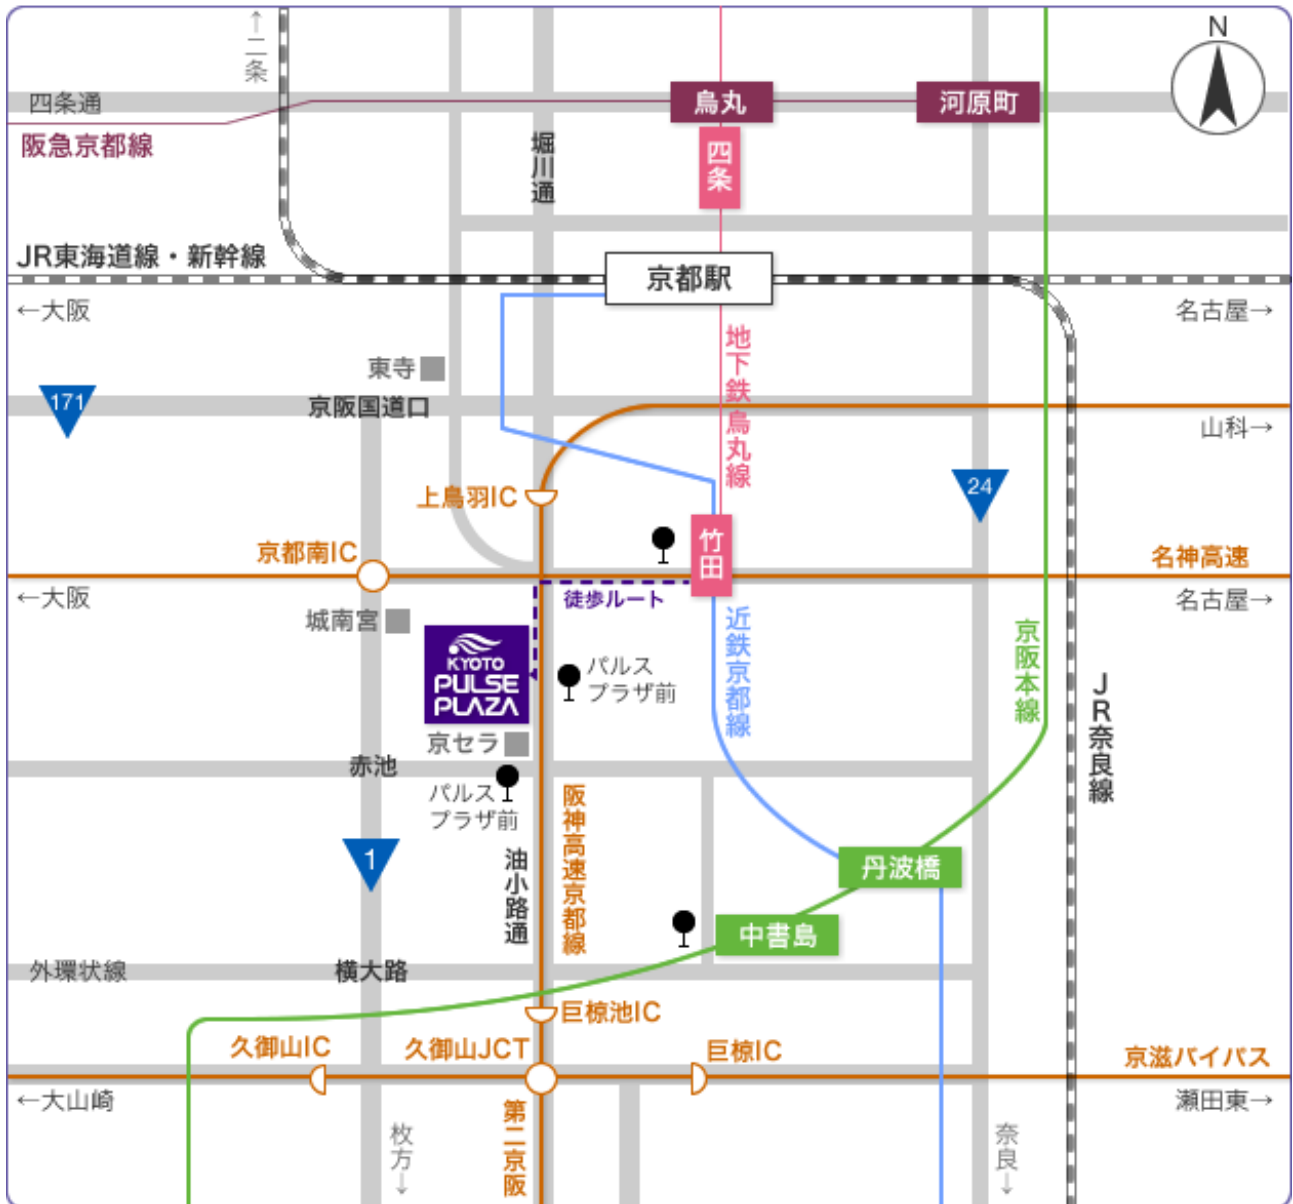 N
↑二条
四条通
烏丸
河原町
阪急京都線
堀川通
四条
JR東海道線・新幹線
京都駅
←大阪
名古屋→
地下鉄烏丸線
東寺
171
京阪国道口
山科→
24
上鳥羽IC
竹田
京都南IC
名神高速
←大阪
徒歩ルート
名古屋→
城南宮
近鉄京都線
京阪本線
KYOTO
PULSE
PLAZA
パルス
プラザ前
JR奈良線
京セラ
赤池
パルス
プラザ前
阪神高速京都線
1
油小路通
丹波橋
中書島
外環状線
横大路
巨椋池IC
久御山IC
久御山JCT
巨椋IC
京滋バイパス
←大山崎
瀬田東→
第二京阪
枚方↓
奈良↓